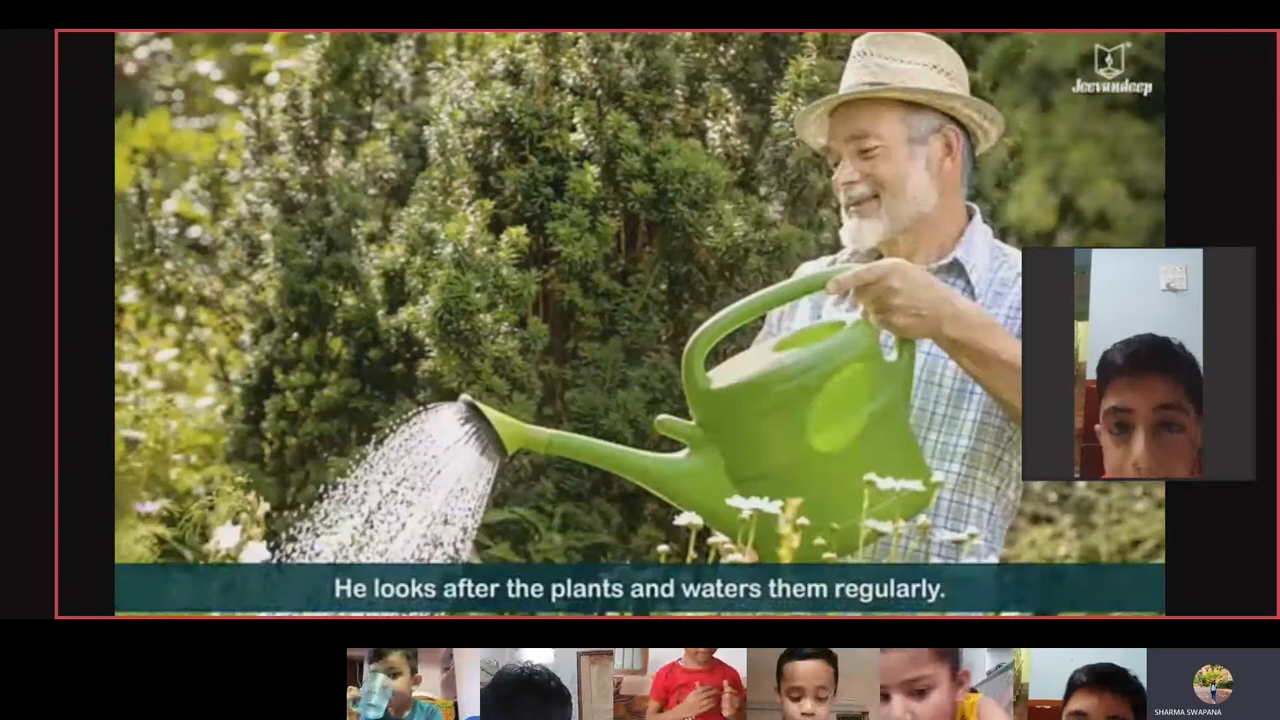 Jeevandeep
He looks after the plants and waters them regularly.
SHARMA SWAPANA